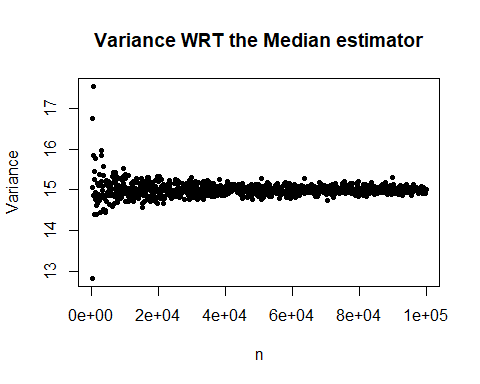 Variance WRT the Median estimator
Variance
17
16
15
14
13
0e+00 2e+04 4e+04 6e+04 8e+04 1e+05
n